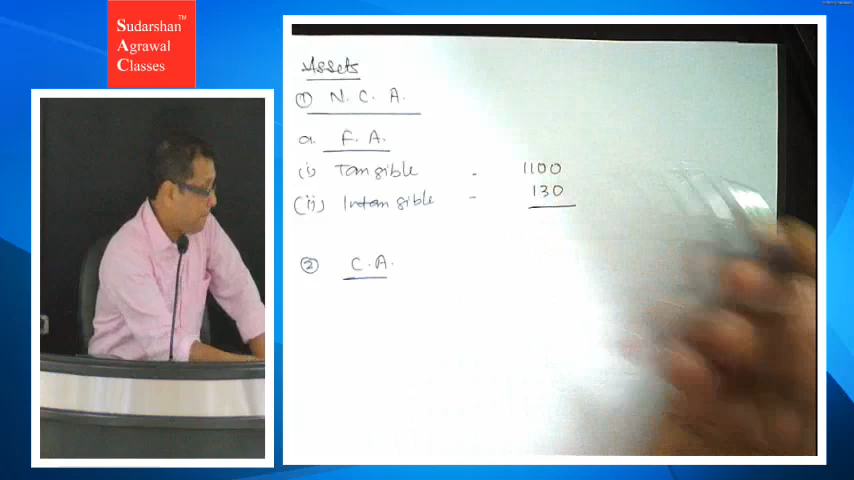 Sudarshan™
Agrawal
Classes
Assets
① N. C. A.
a. F. A.
(i) Tangible - 1100
(ii) Intangible - 130
② C. A.